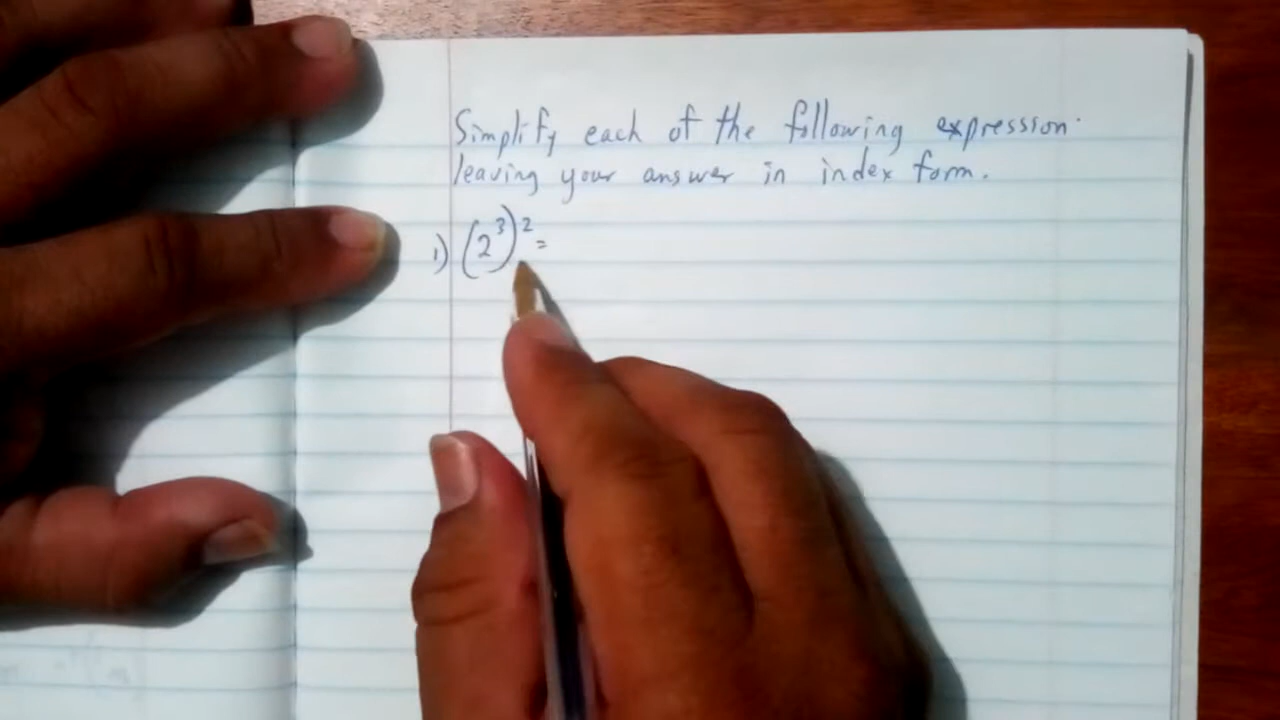 Simplify each of the following expression.
leaving your answer in index form.
1) (2³)² =